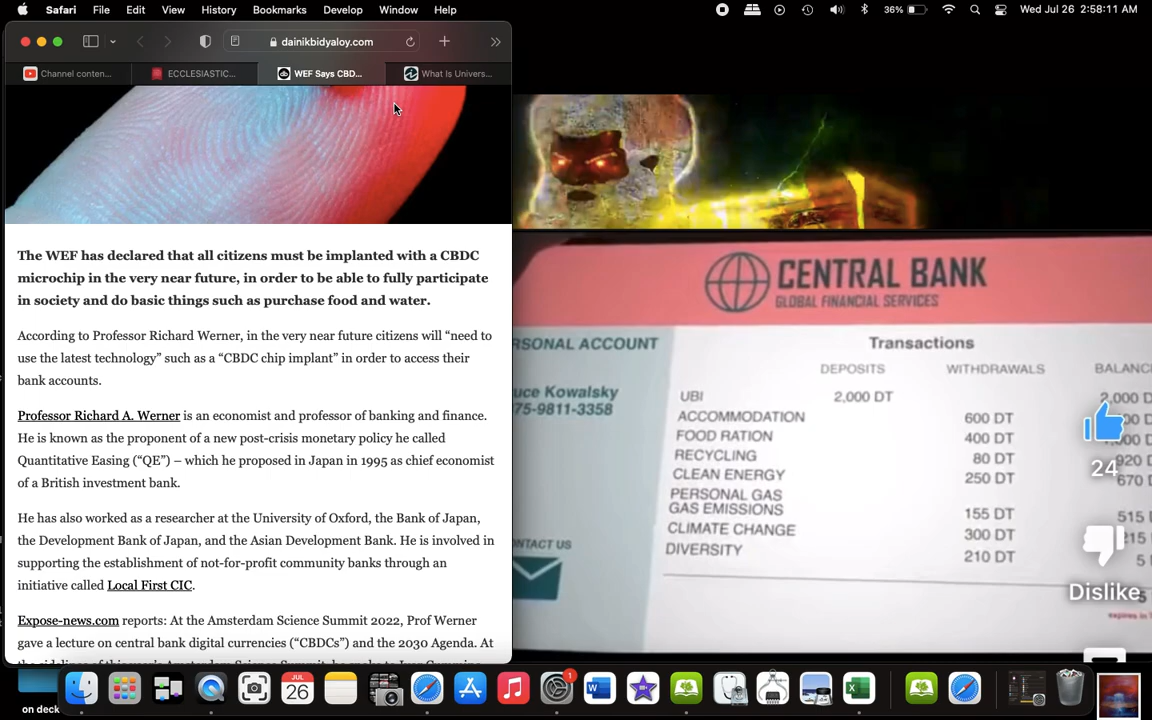 Safari File Edit View History Bookmarks Develop Window Help
36% Wed Jul 26 2:58:11 AM
dainikbidyaloy.com
Channel conten...
ECCLESIASTIC...
WEF Says CBD...
What Is Univers...
The WEF has declared that all citizens must be implanted with a CBDC
microchip in the very near future, in order to be able to fully participate
in society and do basic things such as purchase food and water.
According to Professor Richard Werner, in the very near future citizens will “need to
use the latest technology” such as a “CBDC chip implant” in order to access their
bank accounts.
Professor Richard A. Werner is an economist and professor of banking and finance.
He is known as the proponent of a new post-crisis monetary policy he called
Quantitative Easing (“QE”) – which he proposed in Japan in 1995 as chief economist
of a British investment bank.
He has also worked as a researcher at the University of Oxford, the Bank of Japan,
the Development Bank of Japan, and the Asian Development Bank. He is involved in
supporting the establishment of not-for-profit community banks through an
initiative called Local First CIC.
Expose-news.com reports: At the Amsterdam Science Summit 2022, Prof Werner
gave a lecture on central bank digital currencies (“CBDCs”) and the 2030 Agenda. At
CENTRAL BANK
GLOBAL FINANCIAL SERVICES
RSONAL ACCOUNT
uce Kowalsky
75-9811-3358
NTACT US
Transactions
DEPOSITS WITHDRAWALS BALANC
UBI 2,000 DT 2,000 D
ACCOMMODATION 600 DT
FOOD RATION 400 DT
RECYCLING 80 DT 920 D
CLEAN ENERGY 250 DT 670 D
PERSONAL GAS
GAS EMISSIONS 155 DT 515
CLIMATE CHANGE 300 DT 215
DIVERSITY 210 DT 5
24
Dislike
JUL
26
1
on deck